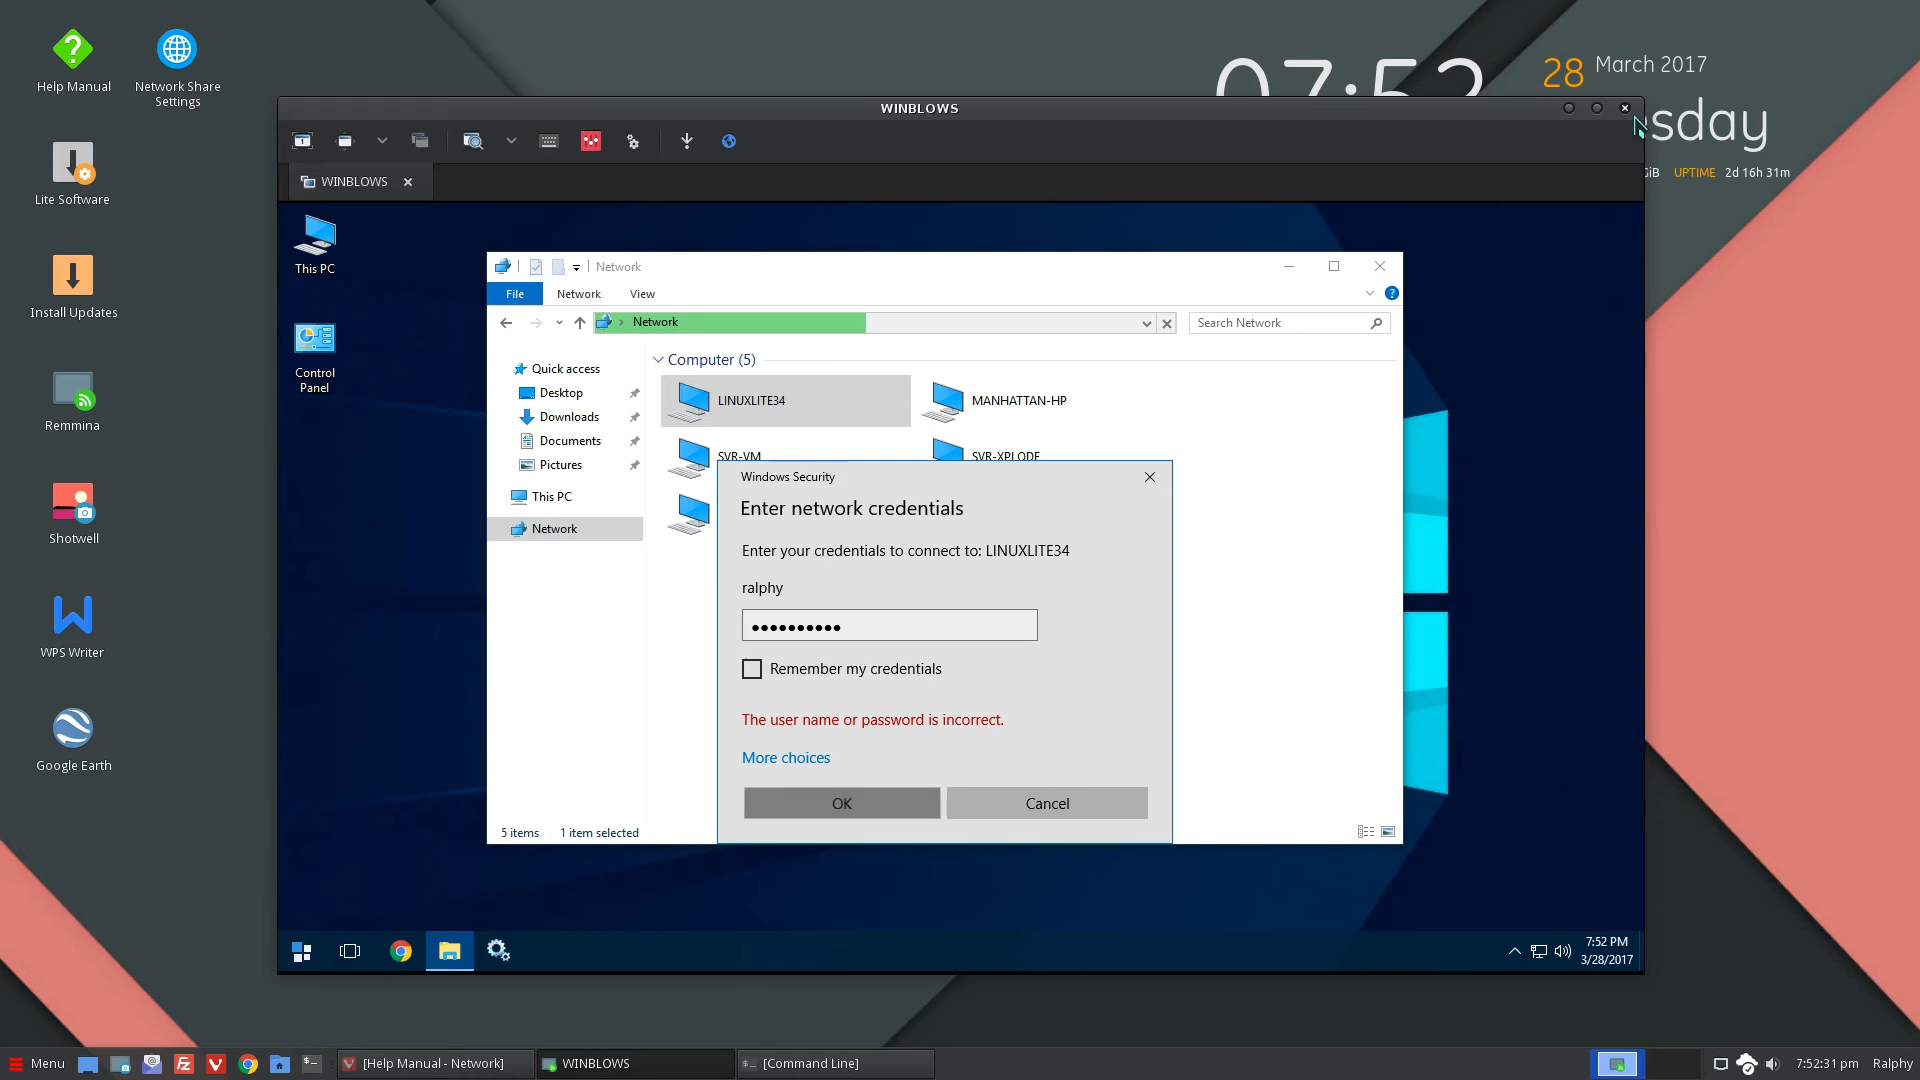 Help Manual
Network Share
Settings
Lite Software
Install Updates
Remmina
Shotwell
WPS Writer
Google Earth
07:52
28 March 2017
sday
GiB UPTIME 2d 16h 31m
WINBLOWS
WINBLOWS
This PC
Control
Panel
Network
File Network View
Network
Search Network
Quick access
Desktop
Downloads
Documents
Pictures
This PC
Network
Computer (5)
LINUXLITE34
MANHATTAN-HP
SVR-VM
SVR-XPLODE
Windows Security
Enter network credentials
Enter your credentials to connect to: LINUXLITE34
ralphy
Remember my credentials
The user name or password is incorrect.
More choices
OK Cancel
5 items 1 item selected
7:52 PM
3/28/2017
Menu [Help Manual - Network] WINBLOWS [Command Line] 7:52:31 pm Ralphy